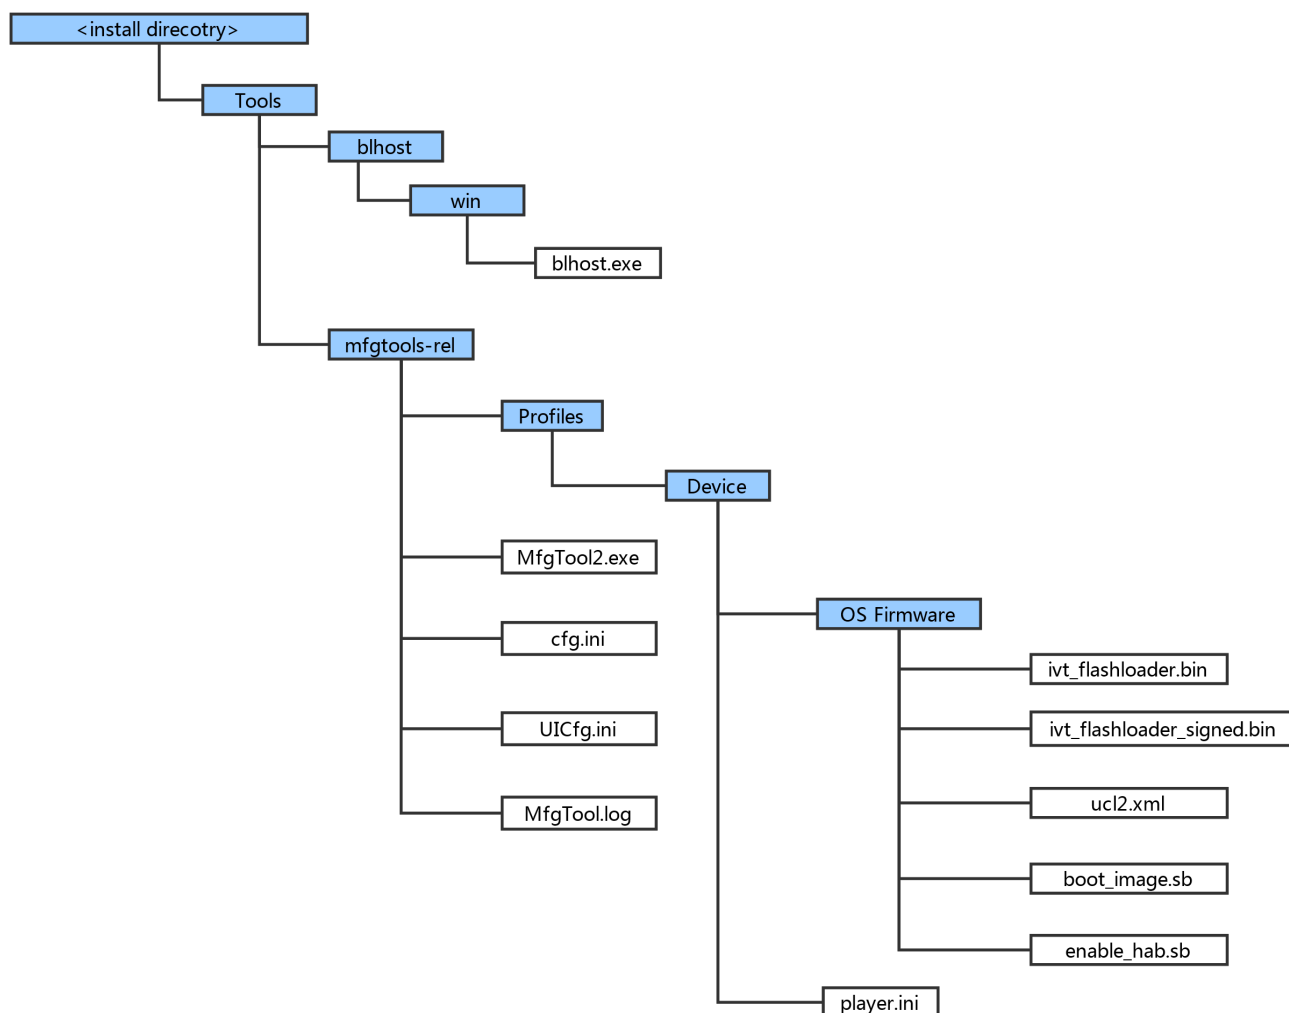 <install direcotry>
Tools
blhost
win
blhost.exe
mfgtools-rel
Profiles
Device
MfgTool2.exe
OS Firmware
cfg.ini
ivt_flashloader.bin
UICfg.ini
ivt_flashloader_signed.bin
ucl2.xml
MfgTool.log
boot_image.sb
enable_hab.sb
player.ini